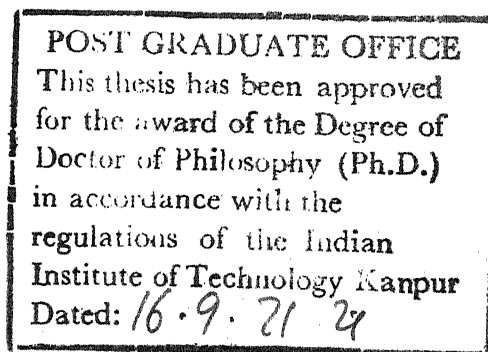 POST GRADUATE OFFICE
This thesis has been approved
for the award of the Degree of
Doctor of Philosophy (Ph.D.)
in accordance with the
regulations of the Indian
Institute of Technology Kanpur
Dated: 16.9.71